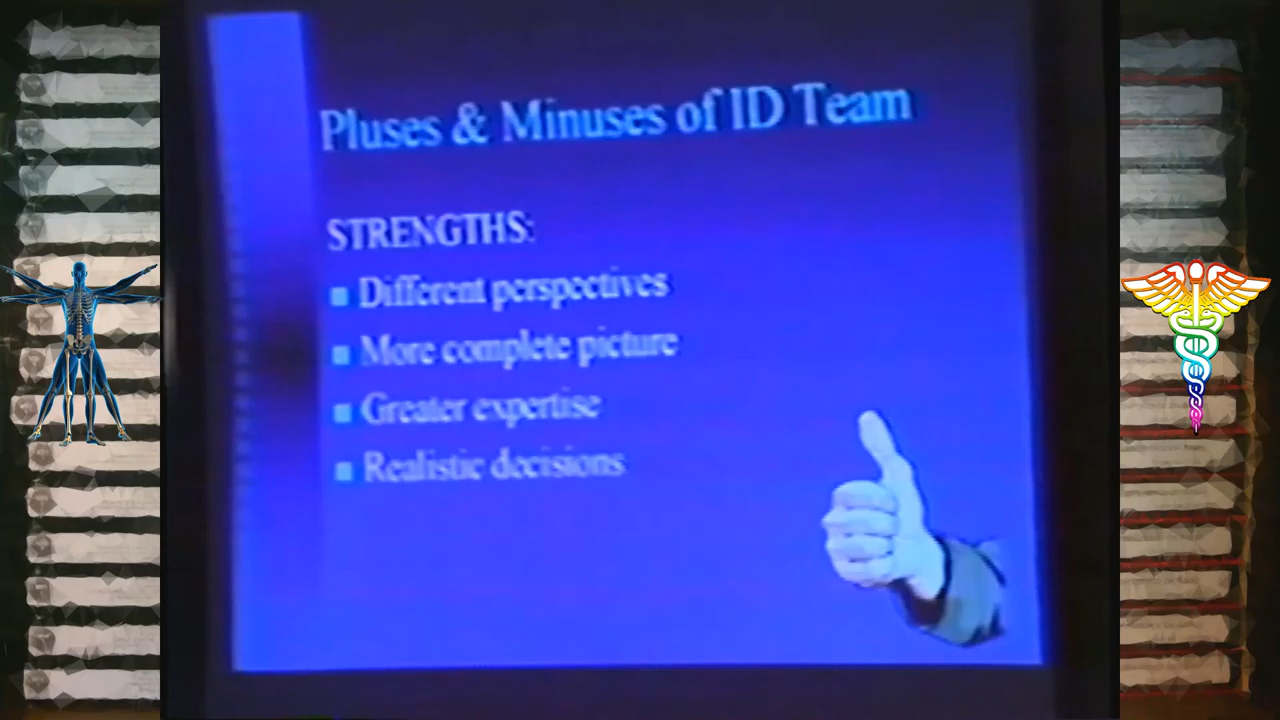 Pluses & Minuses of ID Team
STRENGTHS:
Different perspectives
More complete picture
Greater expertise
Realistic decisions